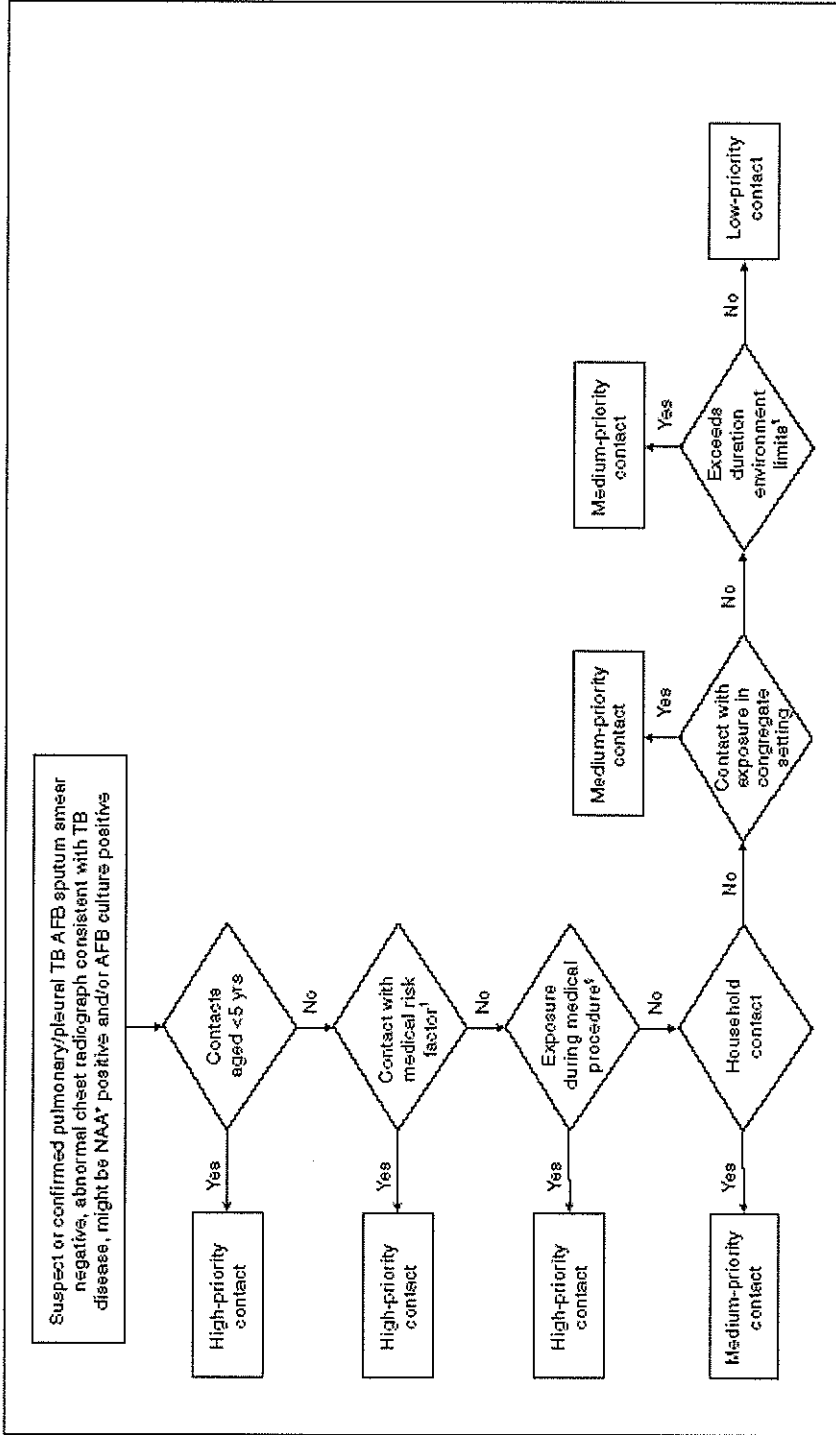 Suspect or confirmed pulmonary/pleural TB AFB sputum smear
negative, abnormal chest radiograph consistent with TB
disease, might be NAA* positive and/or AFB culture positive
Contacts
aged <5 yrs
Yes
High-priority
contact
No
Contact with
medical risk
factor†
Yes
High-priority
contact
No
Exposure
during medical
procedure§
Yes
High-priority
contact
No
Household
contact
Yes
Medium-priority
contact
No
Contact with
exposure in
congregate
setting
Yes
Medium-priority
contact
No
Exceeds
duration
environment
limits¶
Yes
Medium-priority
contact
No
Low-priority
contact